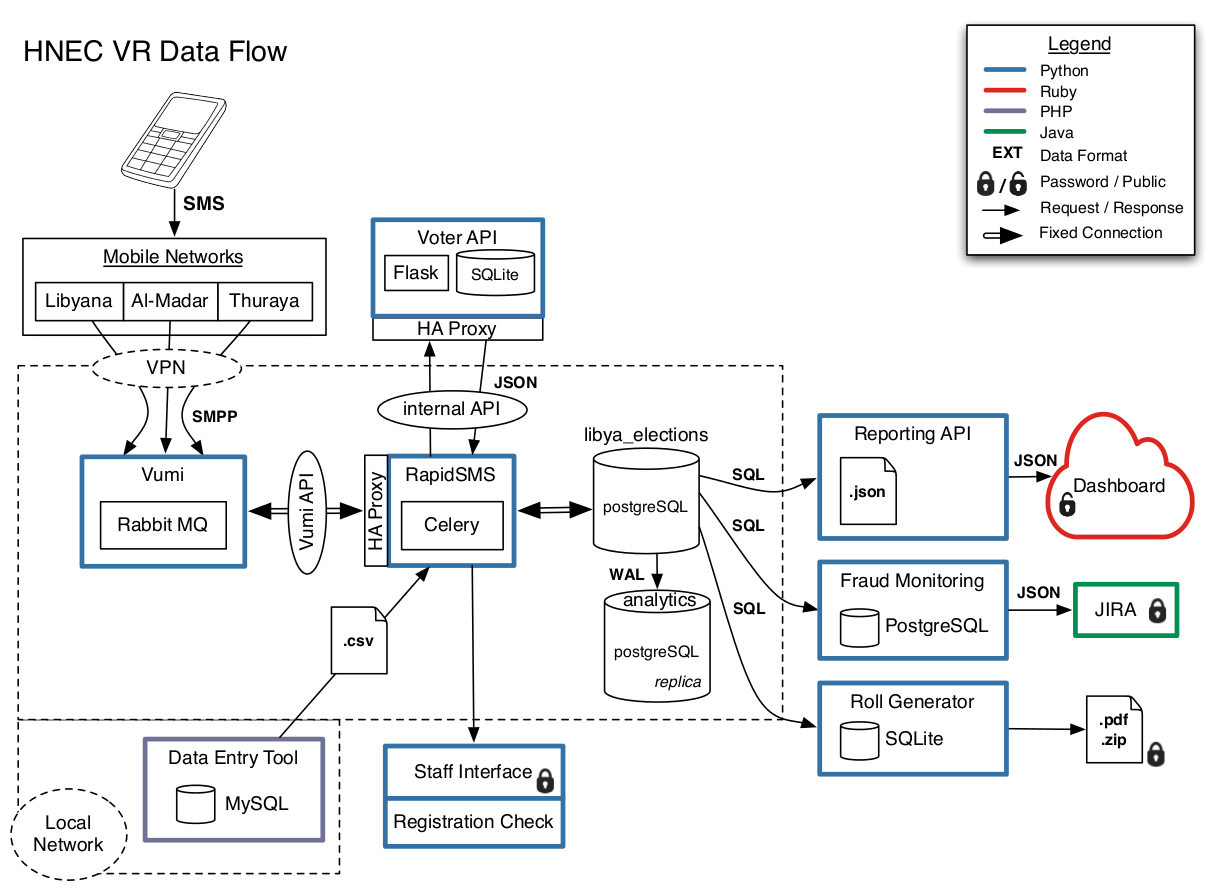 HNEC VR Data Flow
Legend
Python
Ruby
PHP
Java
EXT Data Format
/ Password / Public
Request / Response
Fixed Connection
SMS
Mobile Networks
Libyana Al-Madar Thuraya
VPN
SMPP
Voter API
Flask SQLite
HA Proxy
JSON
internal API
Vumi
Rabbit MQ
Vumi API
HA Proxy
RapidSMS
Celery
libya_elections
postgreSQL
WAL
analytics
postgreSQL
replica
SQL
SQL
SQL
Reporting API
.json
JSON
Dashboard
Fraud Monitoring
PostgreSQL
JSON
JIRA
Roll Generator
SQLite
.pdf
.zip
.csv
Data Entry Tool
MySQL
Local
Network
Staff Interface
Registration Check